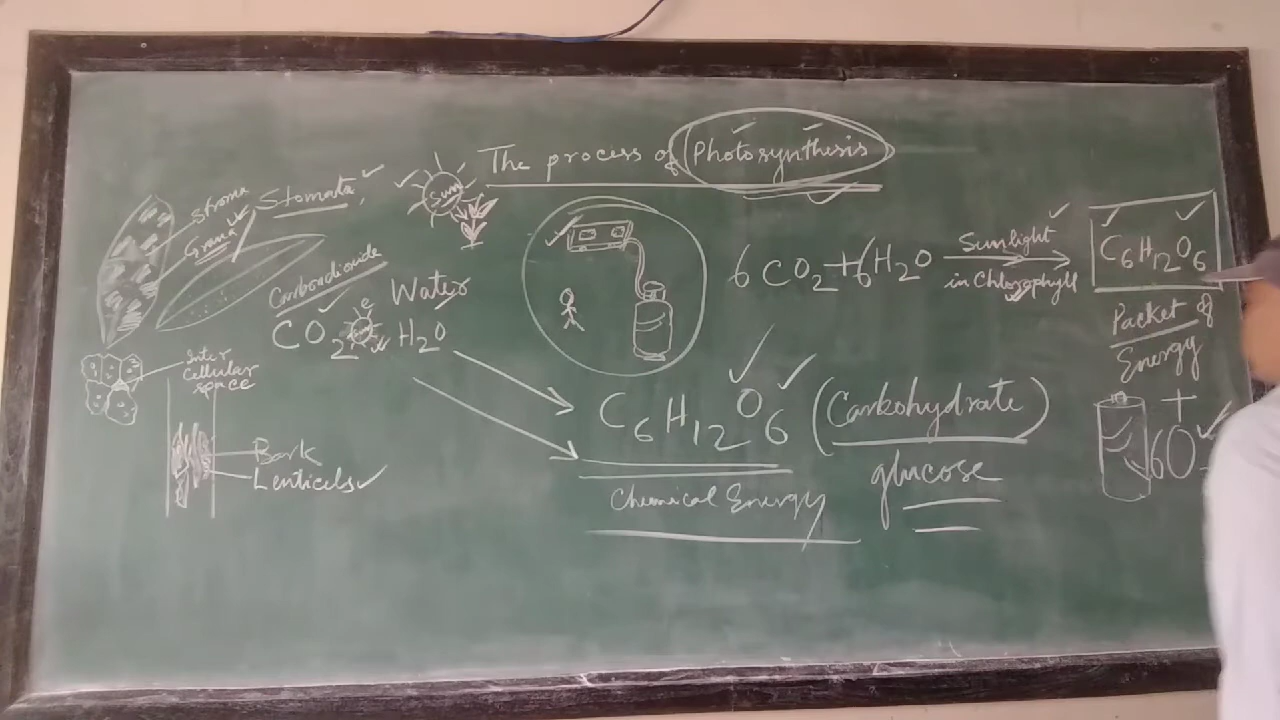 The process of Photosynthesis
Sun
Stroma
Grana
Stomata
Carbondioxide
Water
CO2
H2O
Inter
Cellular
space
Bark
Lenticels
6CO2+6H2O
Sunlight
in Chlorophyll
C6H12O6
Packet of
Energy
+
6O2
C6H12O6 (Carbohydrate)
glucose
Chemical Energy